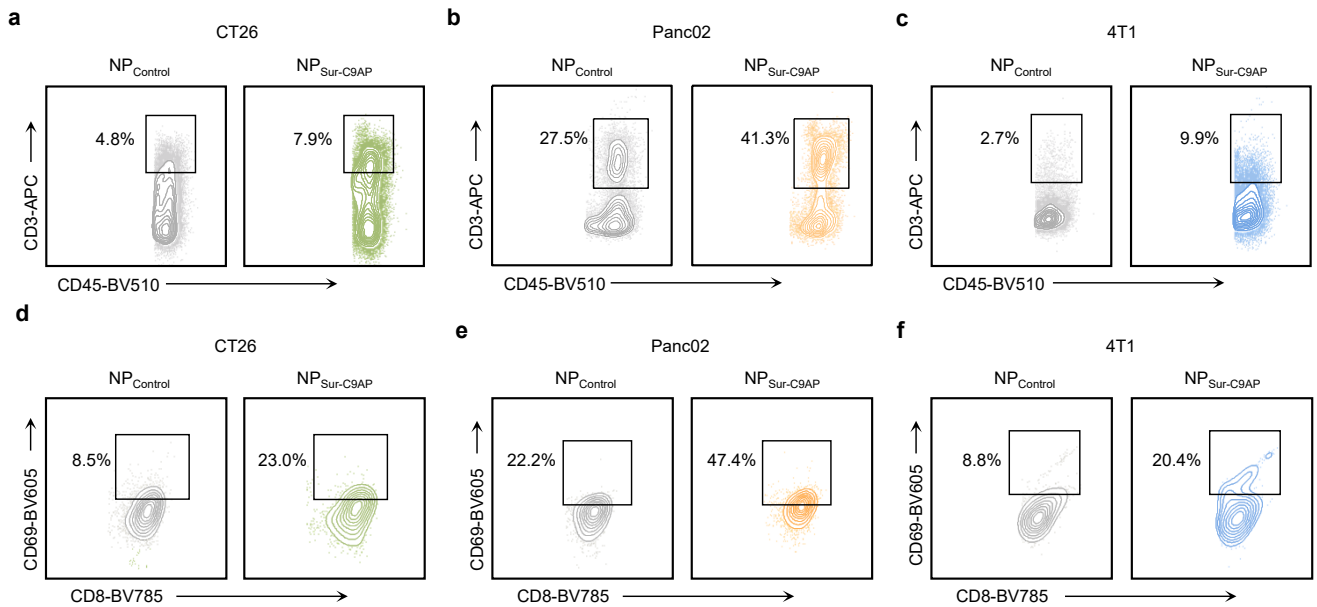 a
CT26
NPControl
NPSur-C9AP
4.8%
7.9%
CD3-APC
CD45-BV510
b
Panc02
NPControl
NPSur-C9AP
27.5%
41.3%
CD3-APC
CD45-BV510
c
4T1
NPControl
NPSur-C9AP
2.7%
9.9%
CD3-APC
CD45-BV510
d
CT26
NPControl
NPSur-C9AP
8.5%
23.0%
CD69-BV605
CD8-BV785
e
Panc02
NPControl
NPSur-C9AP
22.2%
47.4%
CD69-BV605
CD8-BV785
f
4T1
NPControl
NPSur-C9AP
8.8%
20.4%
CD69-BV605
CD8-BV785